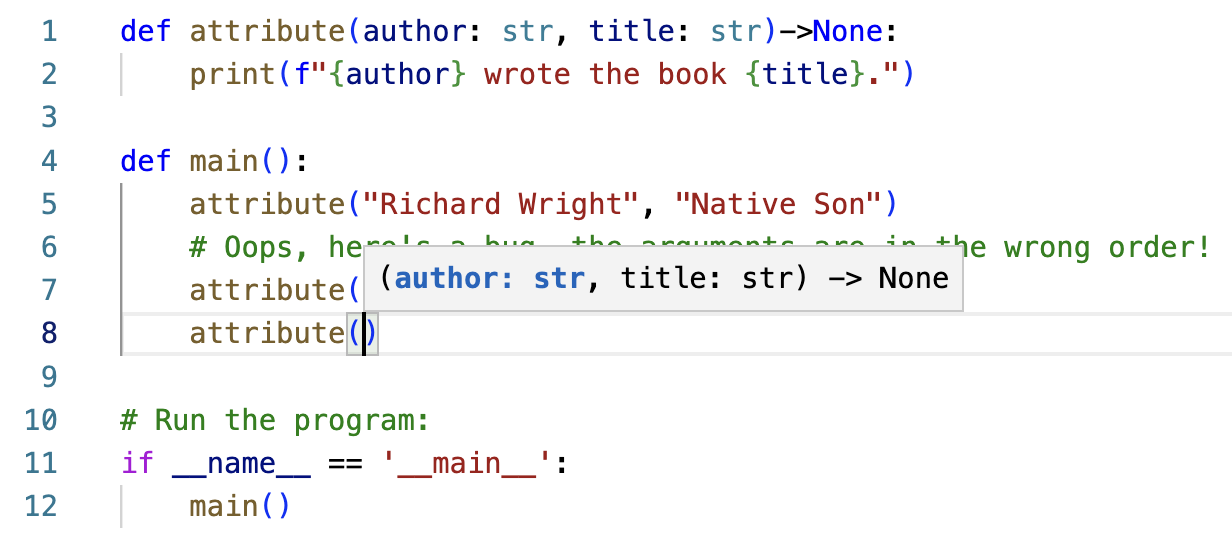 1 def attribute(author: str, title: str)->None:
2 print(f"{author} wrote the book {title}.")
3
4 def main():
5 attribute("Richard Wright", "Native Son")
6 # Oops, here's a bug, the arguments are in the wrong order!
(author: str, title: str) -> None
7 attribute(
8 attribute()
9
10 # Run the program:
11 if __name__ == '__main__':
12 main()